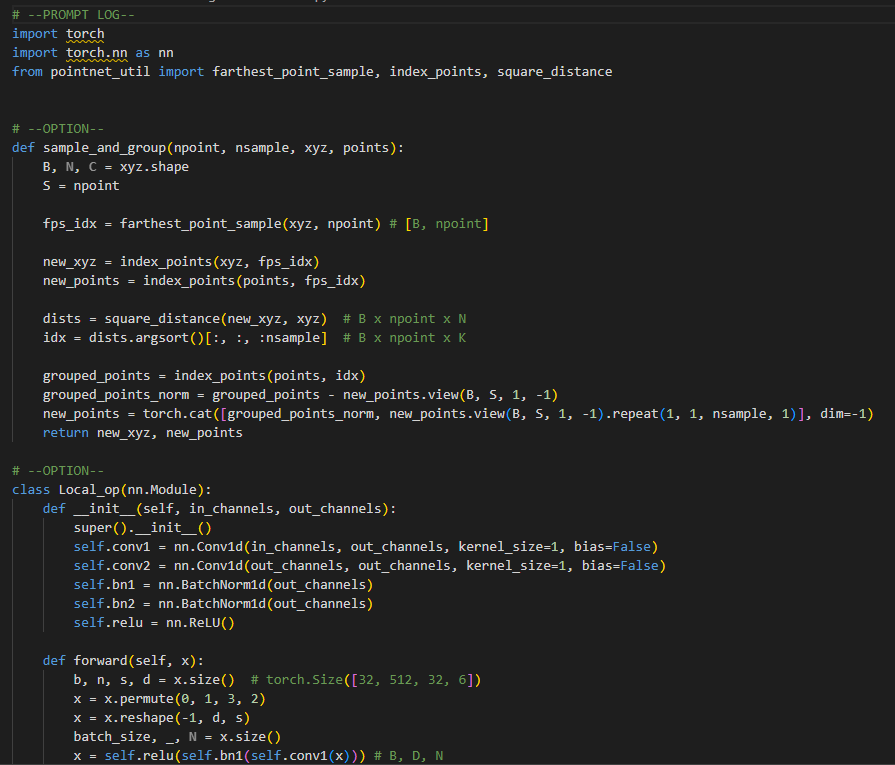 # --PROMPT LOG--
import torch
import torch.nn as nn
from pointnet_util import farthest_point_sample, index_points, square_distance
# --OPTION--
def sample_and_group(npoint, nsample, xyz, points):
B, N, C = xyz.shape
S = npoint
fps_idx = farthest_point_sample(xyz, npoint) # [B, npoint]
new_xyz = index_points(xyz, fps_idx)
new_points = index_points(points, fps_idx)
dists = square_distance(new_xyz, xyz)  # B x npoint x N
idx = dists.argsort()[:, :, :nsample]  # B x npoint x K
grouped_points = index_points(points, idx)
grouped_points_norm = grouped_points - new_points.view(B, S, 1, -1)
new_points = torch.cat([grouped_points_norm, new_points.view(B, S, 1, -1).repeat(1, 1, nsample, 1)], dim=-1)
return new_xyz, new_points
# --OPTION--
class Local_op(nn.Module):
def __init__(self, in_channels, out_channels):
super().__init__()
self.conv1 = nn.Conv1d(in_channels, out_channels, kernel_size=1, bias=False)
self.conv2 = nn.Conv1d(out_channels, out_channels, kernel_size=1, bias=False)
self.bn1 = nn.BatchNorm1d(out_channels)
self.bn2 = nn.BatchNorm1d(out_channels)
self.relu = nn.ReLU()
def forward(self, x):
b, n, s, d = x.size()  # torch.Size([32, 512, 32, 6])
x = x.permute(0, 1, 3, 2)
x = x.reshape(-1, d, s)
batch_size, _, N = x.size()
x = self.relu(self.bn1(self.conv1(x))) # B, D, N